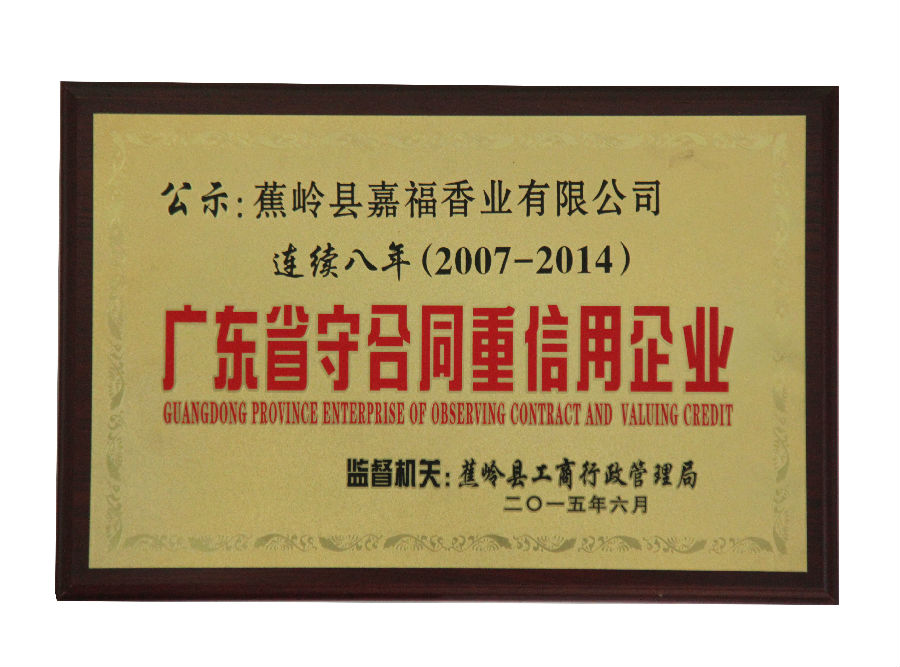 公示:蕉岭县嘉福香业有限公司
连续八年(2007-2014)
广东省守合同重信用企业
GUANGDONG PROVINCE ENTERPRISE OF OBSERVING CONTRACT AND VALUING CREDIT
监督机关:蕉岭县工商行政管理局
二〇一五年六月